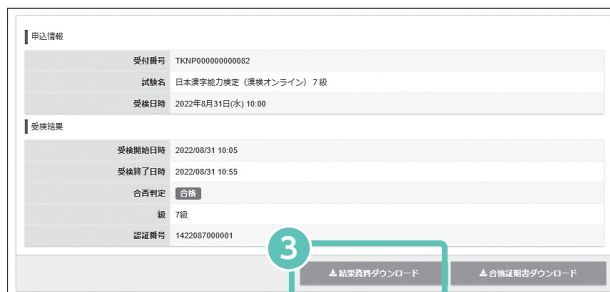 申込情報
受付番号 TKNP000000000082
試験名 日本漢字能力検定（漢検オンライン）７級
受検日時 2022年8月31日(水) 10:00
受検結果
受検開始日時 2022/08/31 10:05
受検終了日時 2022/08/31 10:55
合否判定 合格
級 7級
認証番号 1422087000001
3
結果資料ダウンロード 合格証明書ダウンロード